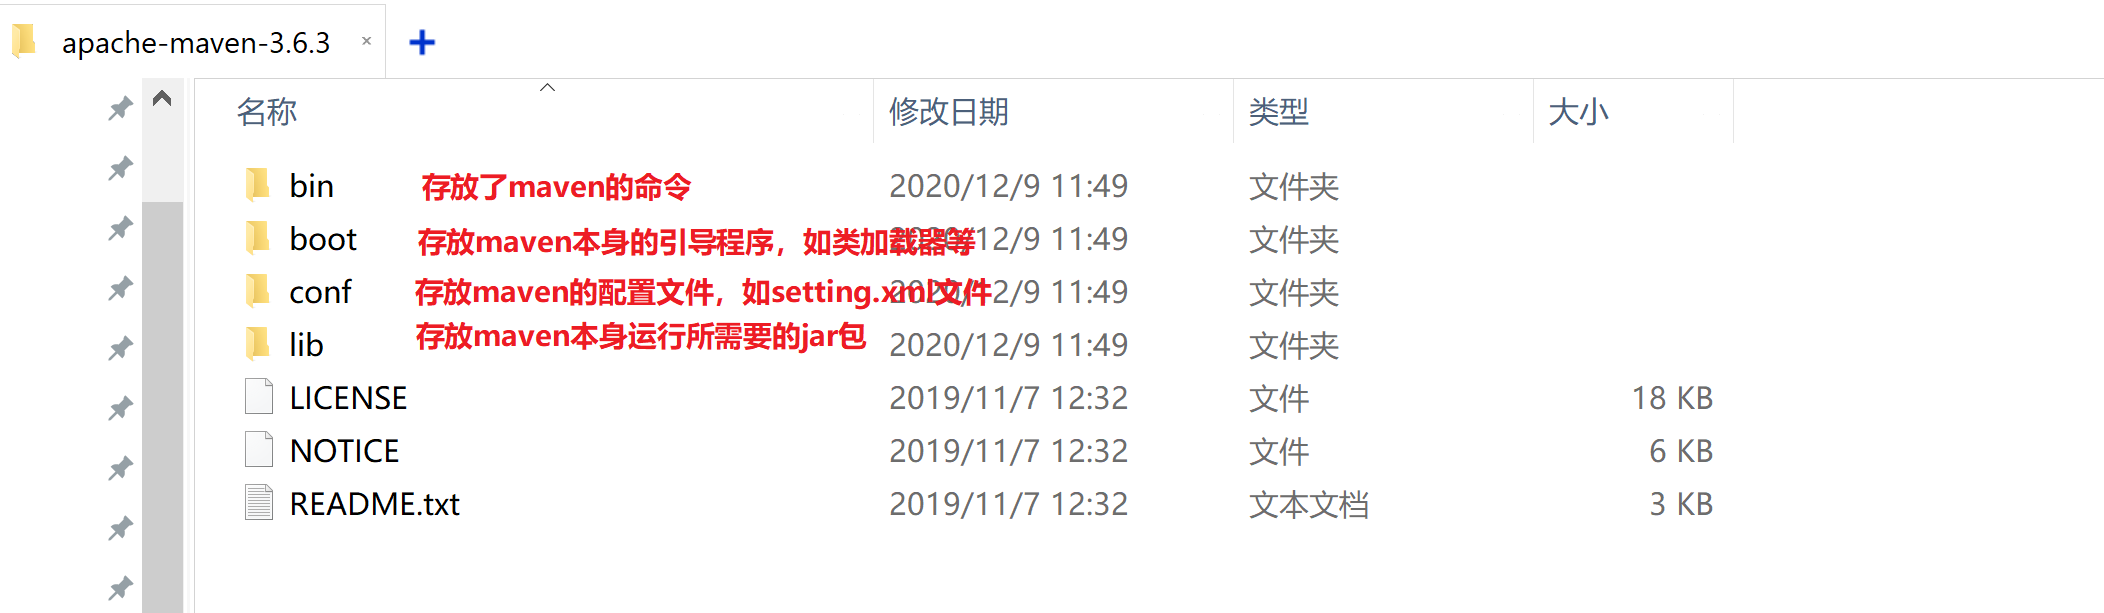 apache-maven-3.6.3
名称 修改日期 类型 大小
bin 存放了maven的命令 2020/12/9 11:49 文件夹
boot 存放maven本身的引导程序，如类加载器等 2020/12/9 11:49 文件夹
conf 存放maven的配置文件，如setting.xml文件 2020/12/9 11:49 文件夹
lib 存放maven本身运行所需要的jar包 2020/12/9 11:49 文件夹
LICENSE 2019/11/7 12:32 文件 18 KB
NOTICE 2019/11/7 12:32 文件 6 KB
README.txt 2019/11/7 12:32 文本文档 3 KB